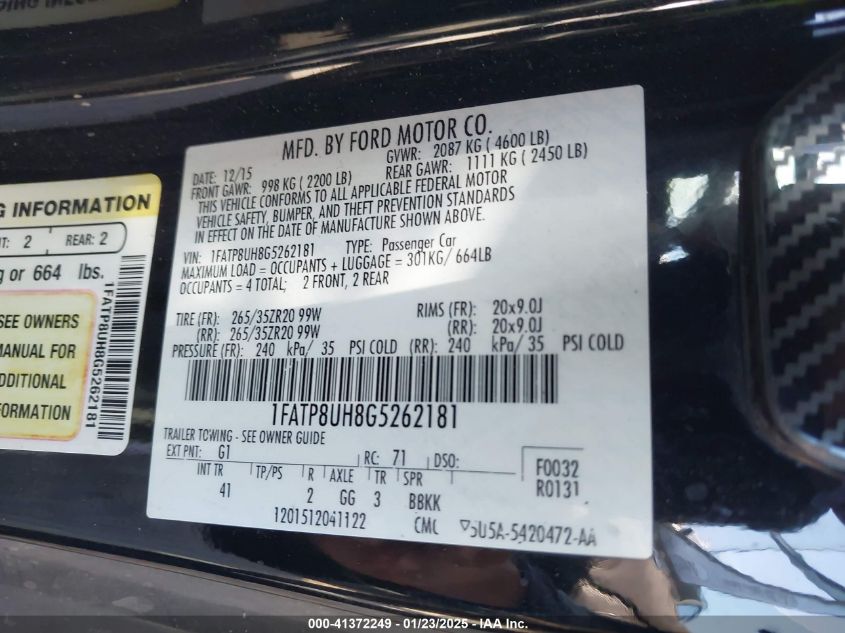 G INFORMATION
NT: 2 REAR: 2
g or 664 lbs.
SEE OWNERS
MANUAL FOR
ADDITIONAL
FORMATION
1FATP8UH8G5262181
MFD. BY FORD MOTOR CO.
DATE: 12/15 GVWR: 2087 KG ( 4600 LB)
FRONT GAWR: 998 KG ( 2200 LB) REAR GAWR: 1111 KG ( 2450 LB)
THIS VEHICLE CONFORMS TO ALL APPLICABLE FEDERAL MOTOR
VEHICLE SAFETY, BUMPER, AND THEFT PREVENTION STANDARDS
IN EFFECT ON THE DATE OF MANUFACTURE SHOWN ABOVE.
VIN: 1FATP8UH8G5262181 TYPE: Passenger Car
MAXIMUM LOAD = OCCUPANTS + LUGGAGE = 301KG/ 664LB
OCCUPANTS = 4 TOTAL; 2 FRONT, 2 REAR
TIRE (FR): 265/35ZR20 99W RIMS (FR): 20x9.0J
(RR): 265/35ZR20 99W (RR): 20x9.0J
PRESSURE (FR): 240 kPa/ 35 PSI COLD (RR): 240 kPa/ 35 PSI COLD
1FATP8UH8G5262181
TRAILER TOWING - SEE OWNER GUIDE
EXT PNT: G1 RC: 71 DSO: F0032
INT TR TP/PS R AXLE TR SPR R0131
41 2 GG 3 BBKK
1201512041122 CMC 5U5A-5420472-AA
000-41372249 - 01/23/2025 - IAAI.COM